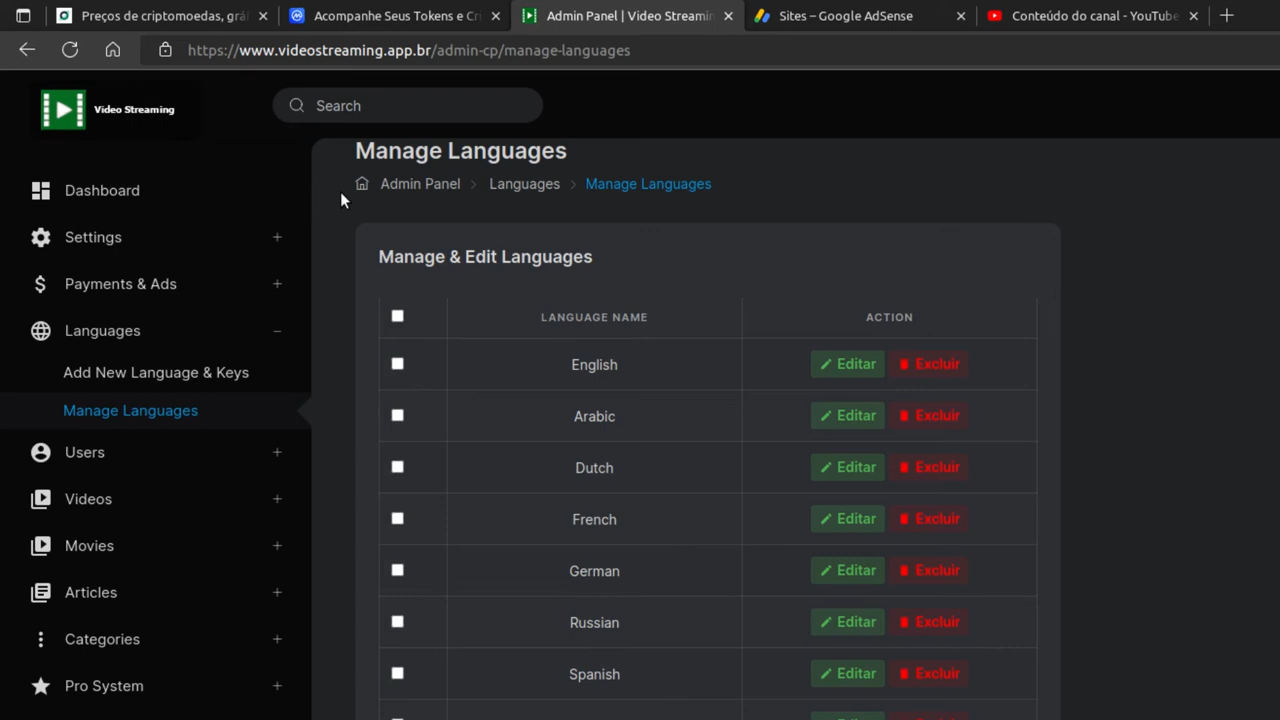 Preços de criptomoedas, grá
Acompanhe Seus Tokens e Cri
Admin Panel | Video Streamin
Sites – Google AdSense
Conteúdo do canal - YouTube
https://www.videostreaming.app.br/admin-cp/manage-languages
Video Streaming
Search
Dashboard
Settings
Payments & Ads
Languages
Add New Language & Keys
Manage Languages
Users
Videos
Movies
Articles
Categories
Pro System
Manage Languages
Admin Panel > Languages > Manage Languages
Manage & Edit Languages
LANGUAGE NAME ACTION
English Editar Excluir
Arabic Editar Excluir
Dutch Editar Excluir
French Editar Excluir
German Editar Excluir
Russian Editar Excluir
Spanish Editar Excluir